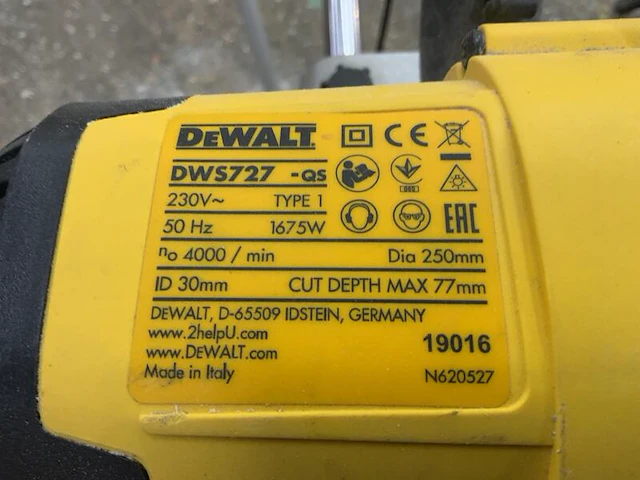 DEWALT
DWS727 -QS
230V~ TYPE 1
50 Hz 1675W
no 4000 / min Dia 250mm
ID 30mm CUT DEPTH MAX 77mm
DEWALT, D-65509 IDSTEIN, GERMANY
www.2helpU.com
www.DEWALT.com
19016
Made in Italy N620527
CE
EAC